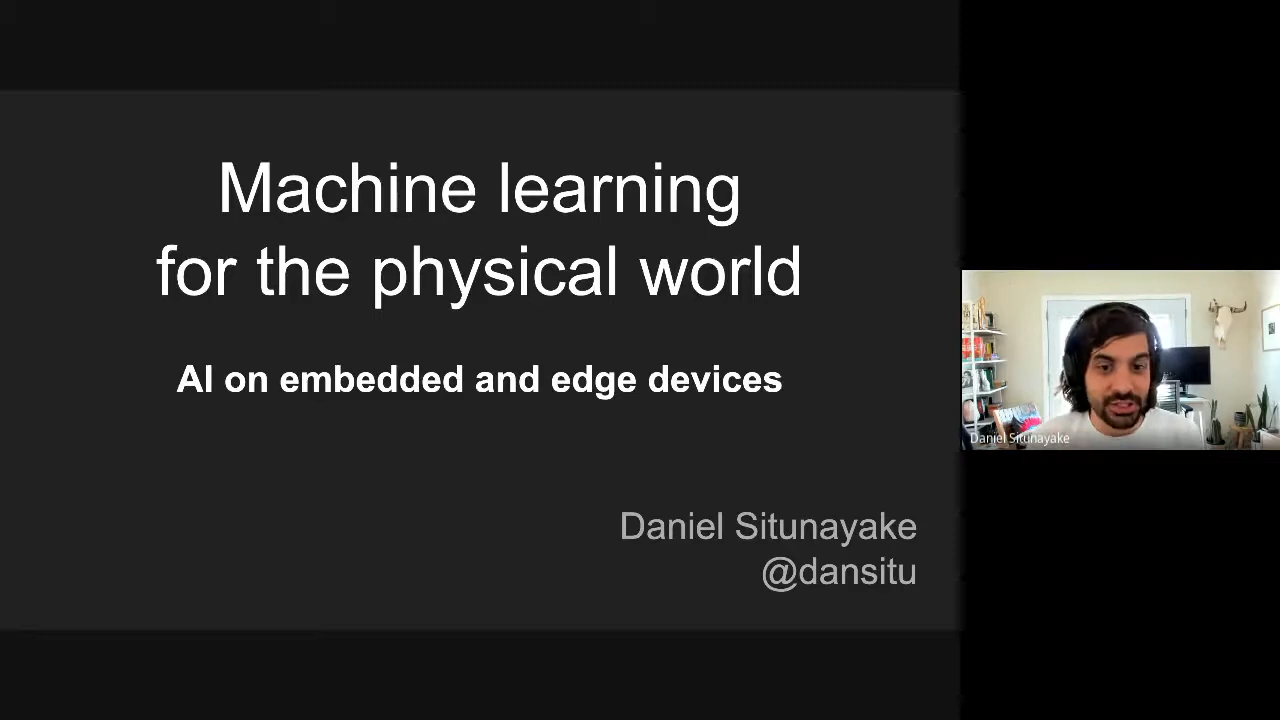 Machine learning
for the physical world
AI on embedded and edge devices
Daniel Situnayake
@dansitu
Daniel Situnayake